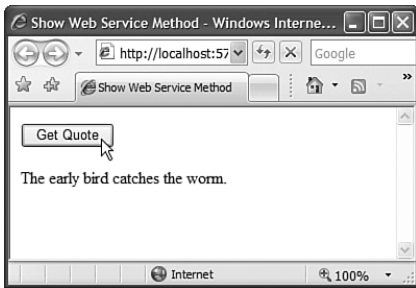 Show Web Service Method - Windows Interne...
http://localhost:57
Google
Show Web Service Method
»
Get Quote
The early bird catches the worm.
Internet
100%